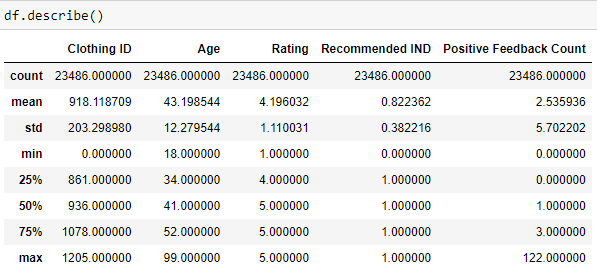 df.describe()
Clothing ID Age Rating Recommended IND Positive Feedback Count
count 23486.000000 23486.000000 23486.000000 23486.000000 23486.000000
mean 918.118709 43.198544 4.196032 0.822362 2.535936
std 203.298980 12.279544 1.110031 0.382216 5.702202
min 0.000000 18.000000 1.000000 0.000000 0.000000
25% 861.000000 34.000000 4.000000 1.000000 0.000000
50% 936.000000 41.000000 5.000000 1.000000 1.000000
75% 1078.000000 52.000000 5.000000 1.000000 3.000000
max 1205.000000 99.000000 5.000000 1.000000 122.000000